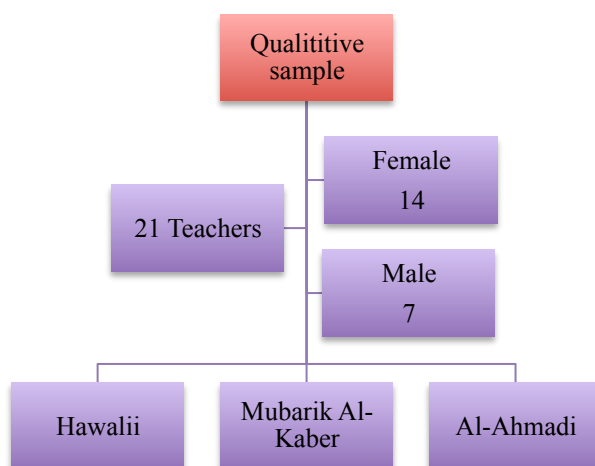 Qualititive
sample
Female
14
21 Teachers
Male
7
Hawalii
Mubarik Al-
Kaber
Al-Ahmadi